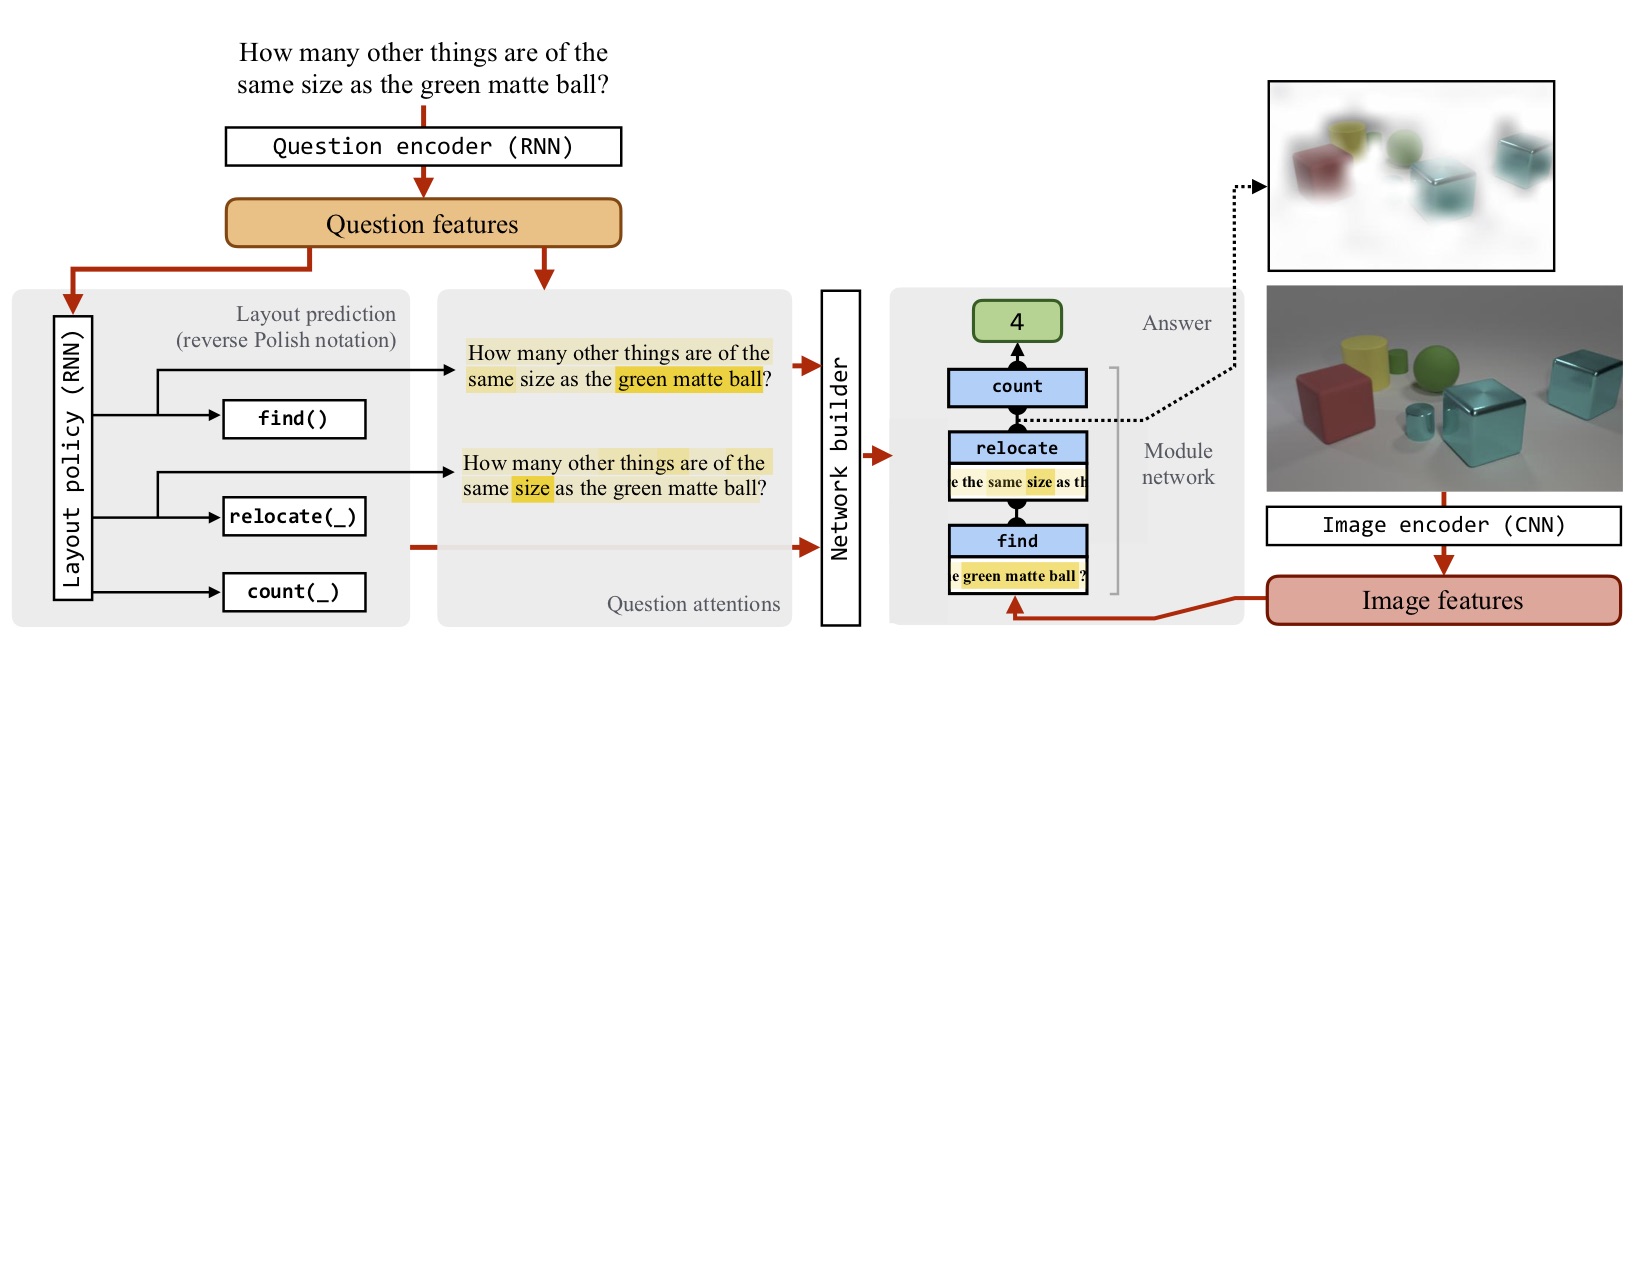 How many other things are of the
same size as the green matte ball?
Question encoder (RNN)
Question features
Layout policy (RNN)
Layout prediction
(reverse Polish notation)
find()
relocate(_)
count(_)
How many other things are of the
same size as the green matte ball?
How many other things are of the
same size as the green matte ball?
Question attentions
Network builder
4
Answer
count
relocate
e the same size as th
find
e green matte ball ?
Module
network
Image encoder (CNN)
Image features